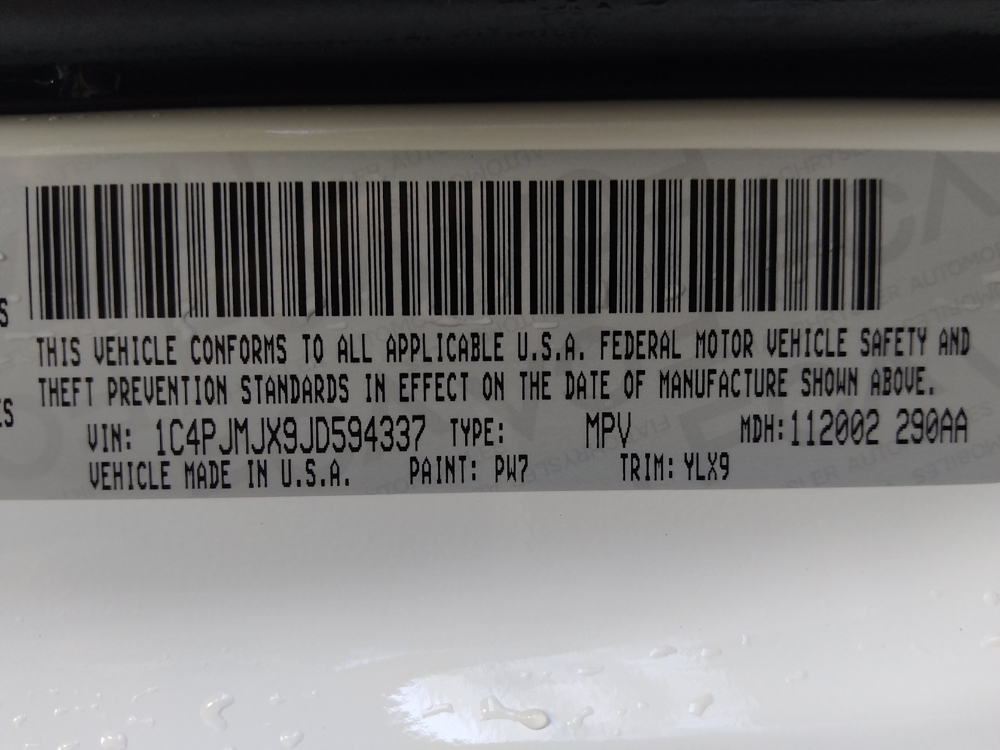 S
THIS VEHICLE CONFORMS TO ALL APPLICABLE U.S.A. FEDERAL MOTOR VEHICLE SAFETY AND
THEFT PREVENTION STANDARDS IN EFFECT ON THE DATE OF MANUFACTURE SHOWN ABOVE.
ES
VIN: 1C4PJMJX9JD594337 TYPE: MPV MDH:112002 290AA
VEHICLE MADE IN U.S.A. PAINT: PW7 TRIM: YLX9